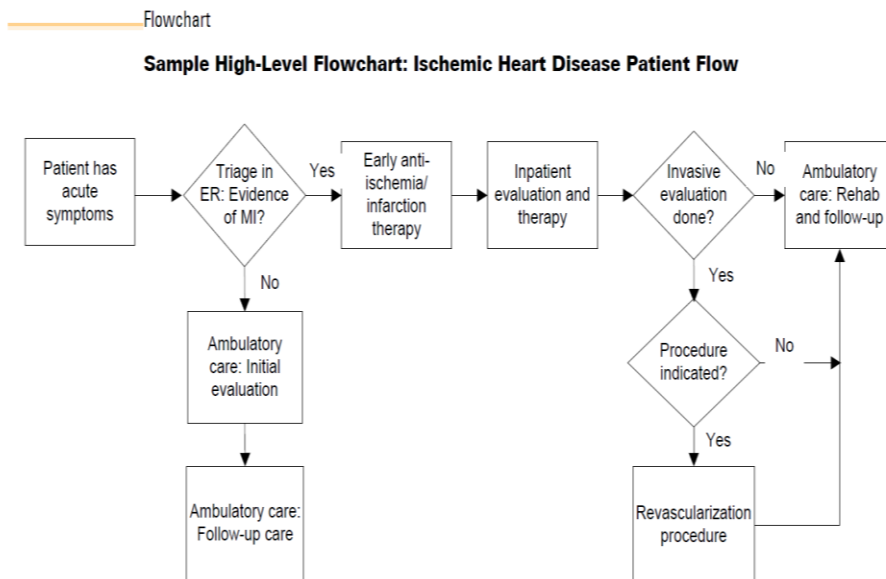 Flowchart
Sample High-Level Flowchart: Ischemic Heart Disease Patient Flow
Patient has
acute
symptoms
Triage in
ER: Evidence
of MI?
Yes
Early anti-
ischemia/
infarction
therapy
Inpatient
evaluation and
therapy
Invasive
evaluation
done?
No
Ambulatory
care: Rehab
and follow-up
No
Yes
Ambulatory
care: Initial
evaluation
Procedure
indicated?
No
Yes
Ambulatory care:
Follow-up care
Revascularization
procedure